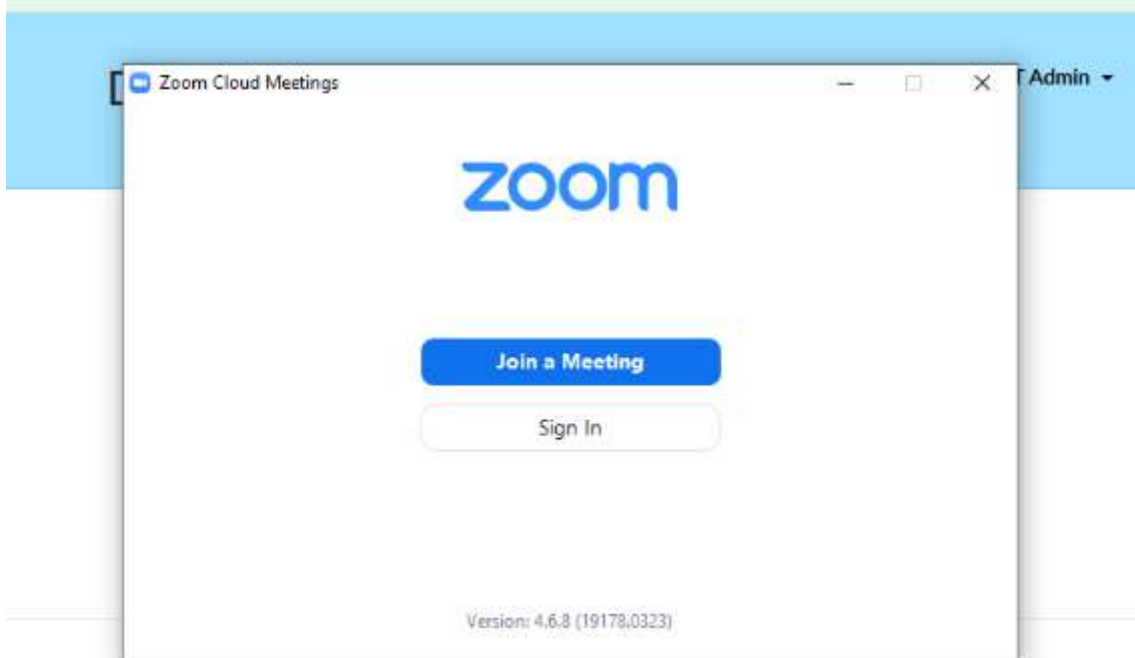 Zoom Cloud Meetings
Admin
zoom
Join a Meeting
Sign In
Version: 4.6.8 (19178.0323)